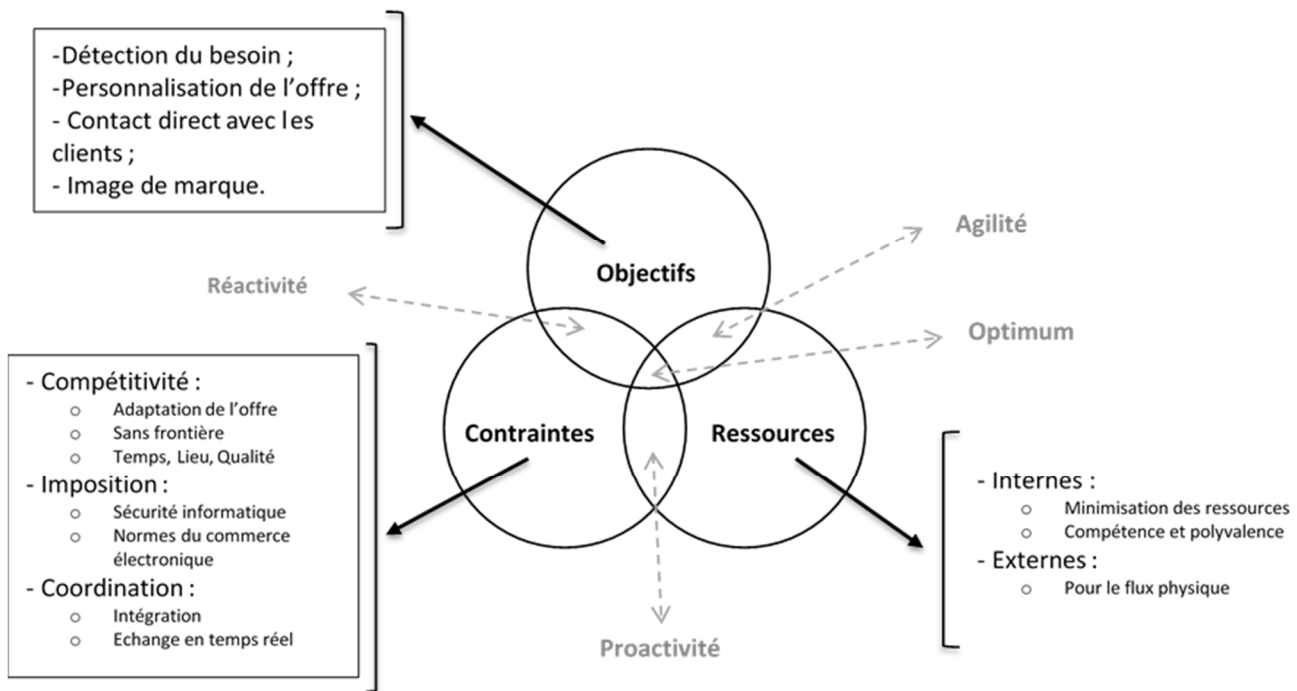 -Détection du besoin ;
-Personnalisation de l'offre ;
- Contact direct avec les
clients ;
- Image de marque.
Agilité
Objectifs
Réactivité
Optimum
- Compétitivité :
o Adaptation de l'offre
o Sans frontière
o Temps, Lieu, Qualité
- Imposition :
o Sécurité informatique
o Normes du commerce
électronique
- Coordination :
o Intégration
o Echange en temps réel
Contraintes
Ressources
- Internes :
o Minimisation des ressources
o Compétence et polyvalence
- Externes :
o Pour le flux physique
Proactivité